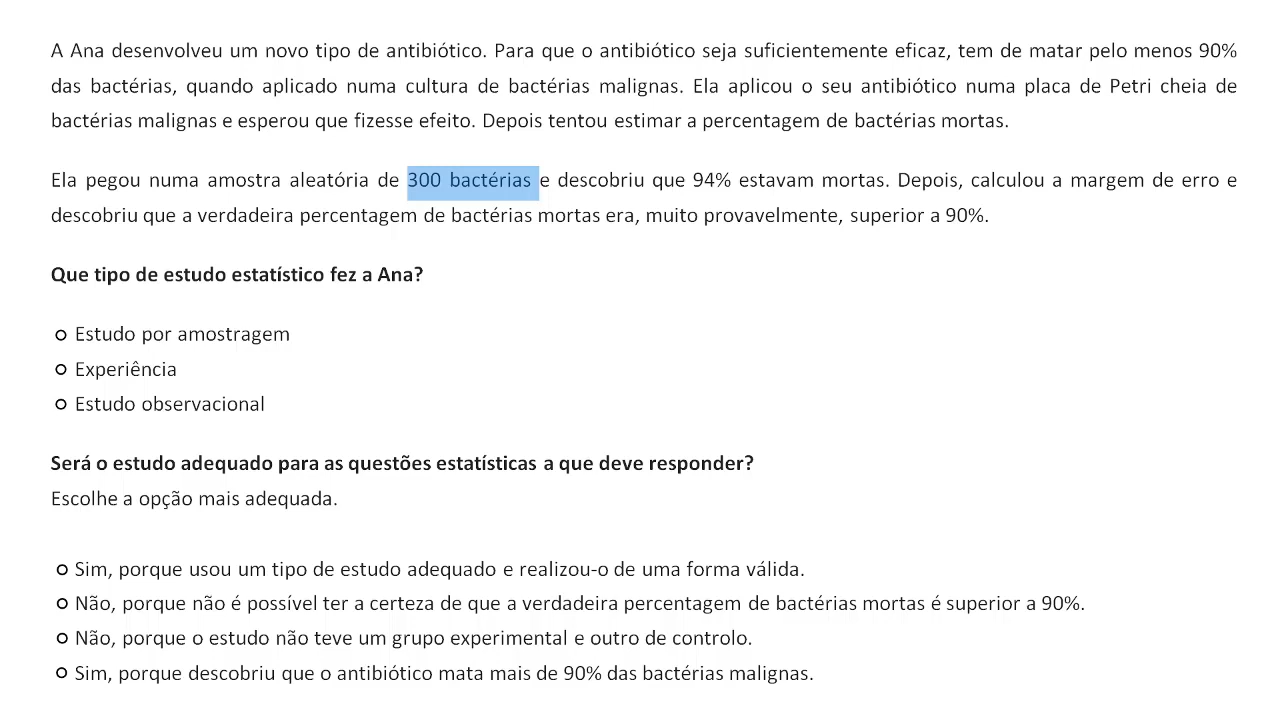 A Ana desenvolveu um novo tipo de antibiótico. Para que o antibiótico seja suficientemente eficaz, tem de matar pelo menos 90%
das bactérias, quando aplicado numa cultura de bactérias malignas. Ela aplicou o seu antibiótico numa placa de Petri cheia de
bactérias malignas e esperou que fizesse efeito. Depois tentou estimar a percentagem de bactérias mortas.
Ela pegou numa amostra aleatória de 300 bactérias e descobriu que 94% estavam mortas. Depois, calculou a margem de erro e
descobriu que a verdadeira percentagem de bactérias mortas era, muito provavelmente, superior a 90%.
Que tipo de estudo estatístico fez a Ana?
Estudo por amostragem
Experiência
Estudo observacional
Será o estudo adequado para as questões estatísticas a que deve responder?
Escolhe a opção mais adequada.
Sim, porque usou um tipo de estudo adequado e realizou-o de uma forma válida.
Não, porque não é possível ter a certeza de que a verdadeira percentagem de bactérias mortas é superior a 90%.
Não, porque o estudo não teve um grupo experimental e outro de controlo.
Sim, porque descobriu que o antibiótico mata mais de 90% das bactérias malignas.